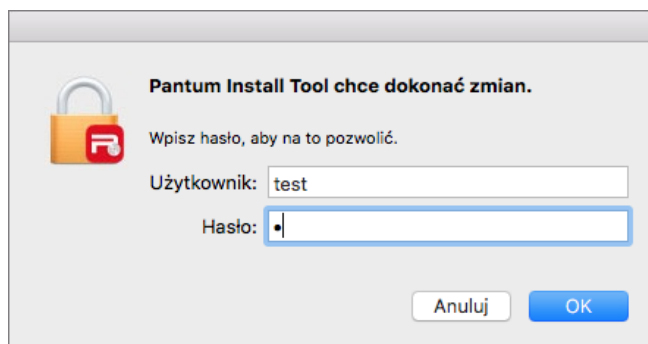 Pantum Install Tool chce dokonać zmian.
Wpisz hasło, aby na to pozwolić.
Użytkownik: test
Hasło: •
Anuluj OK